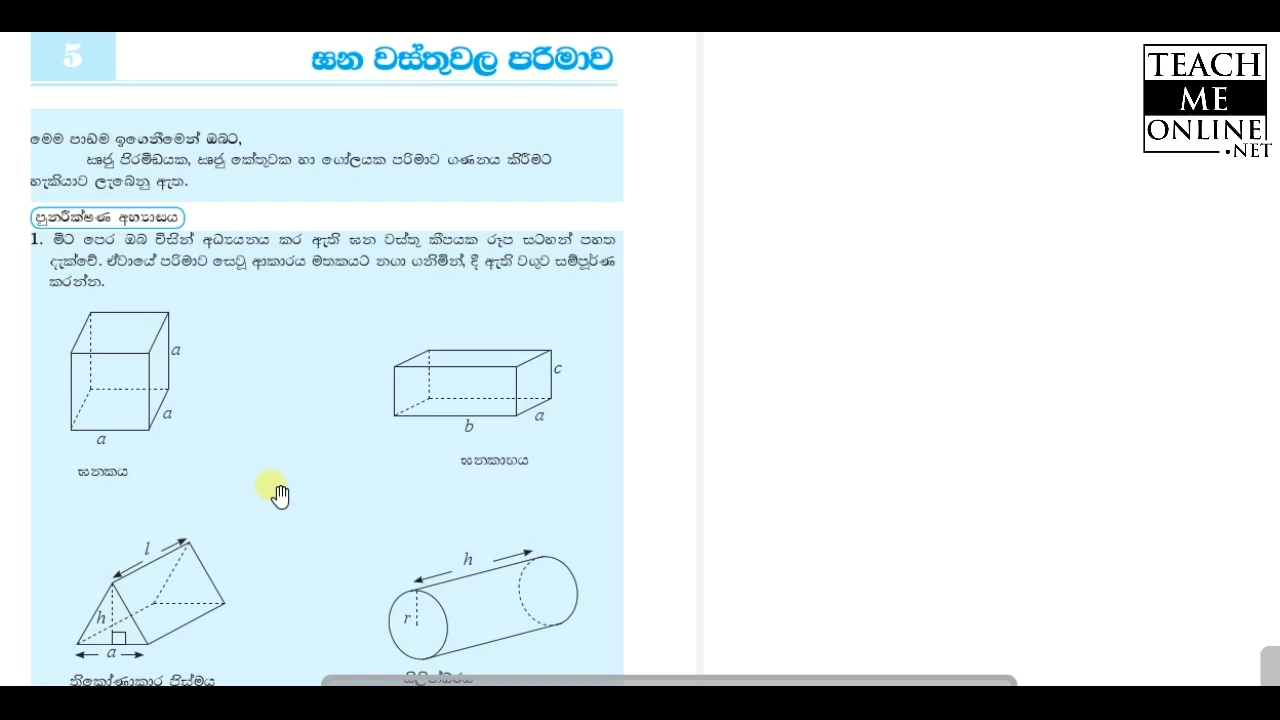 5
ඝන වස්තුවල පරිමාව
මෙම පාඩම ඉගෙනීමෙන් ඔබට,
සෘජු පිරමීඩයක, සෘජු කේතුවක හා ගෝලයක පරිමාව ගණනය කිරීමට
හැකියාව ලැබෙනු ඇත.
පුනරීක්ෂණ අභ්‍යාසය
1. මීට පෙර ඔබ විසින් අධ්‍යයනය කර ඇති ඝන වස්තු කීපයක රූප සටහන් පහත
දැක්වේ. ඒවායේ පරිමාව සෙවූ ආකාරය මතකයට නගා ගනිමින්, දී ඇති වගුව සම්පූර්ණ
කරන්න.
a
a
a
ඝනකය
c
a
b
ඝනකාභය
l
h
a
ත්‍රිකෝණාකාර ප්‍රිස්මය
h
r
TEACH
ME
ONLINE
.NET